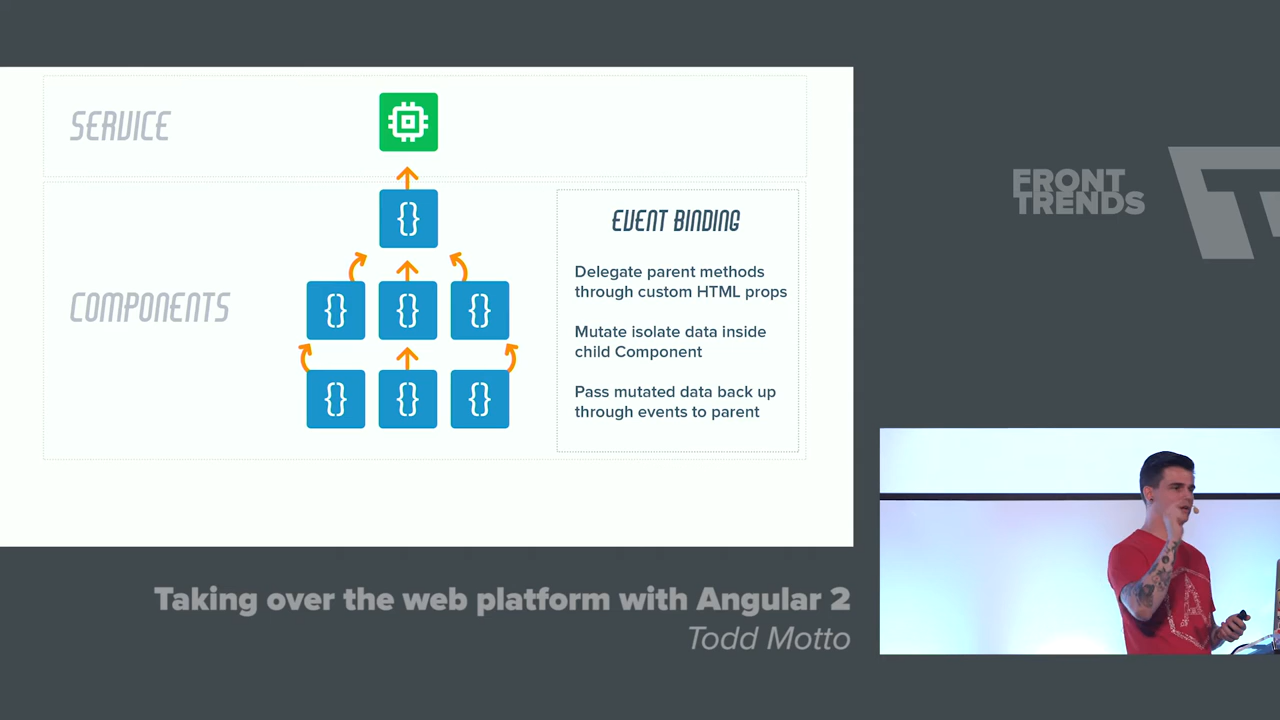 SERVICE
COMPONENTS
EVENT BINDING
Delegate parent methods
through custom HTML props
Mutate isolate data inside
child Component
Pass mutated data back up
through events to parent
FRONT
TRENDS
Taking over the web platform with Angular 2
Todd Motto